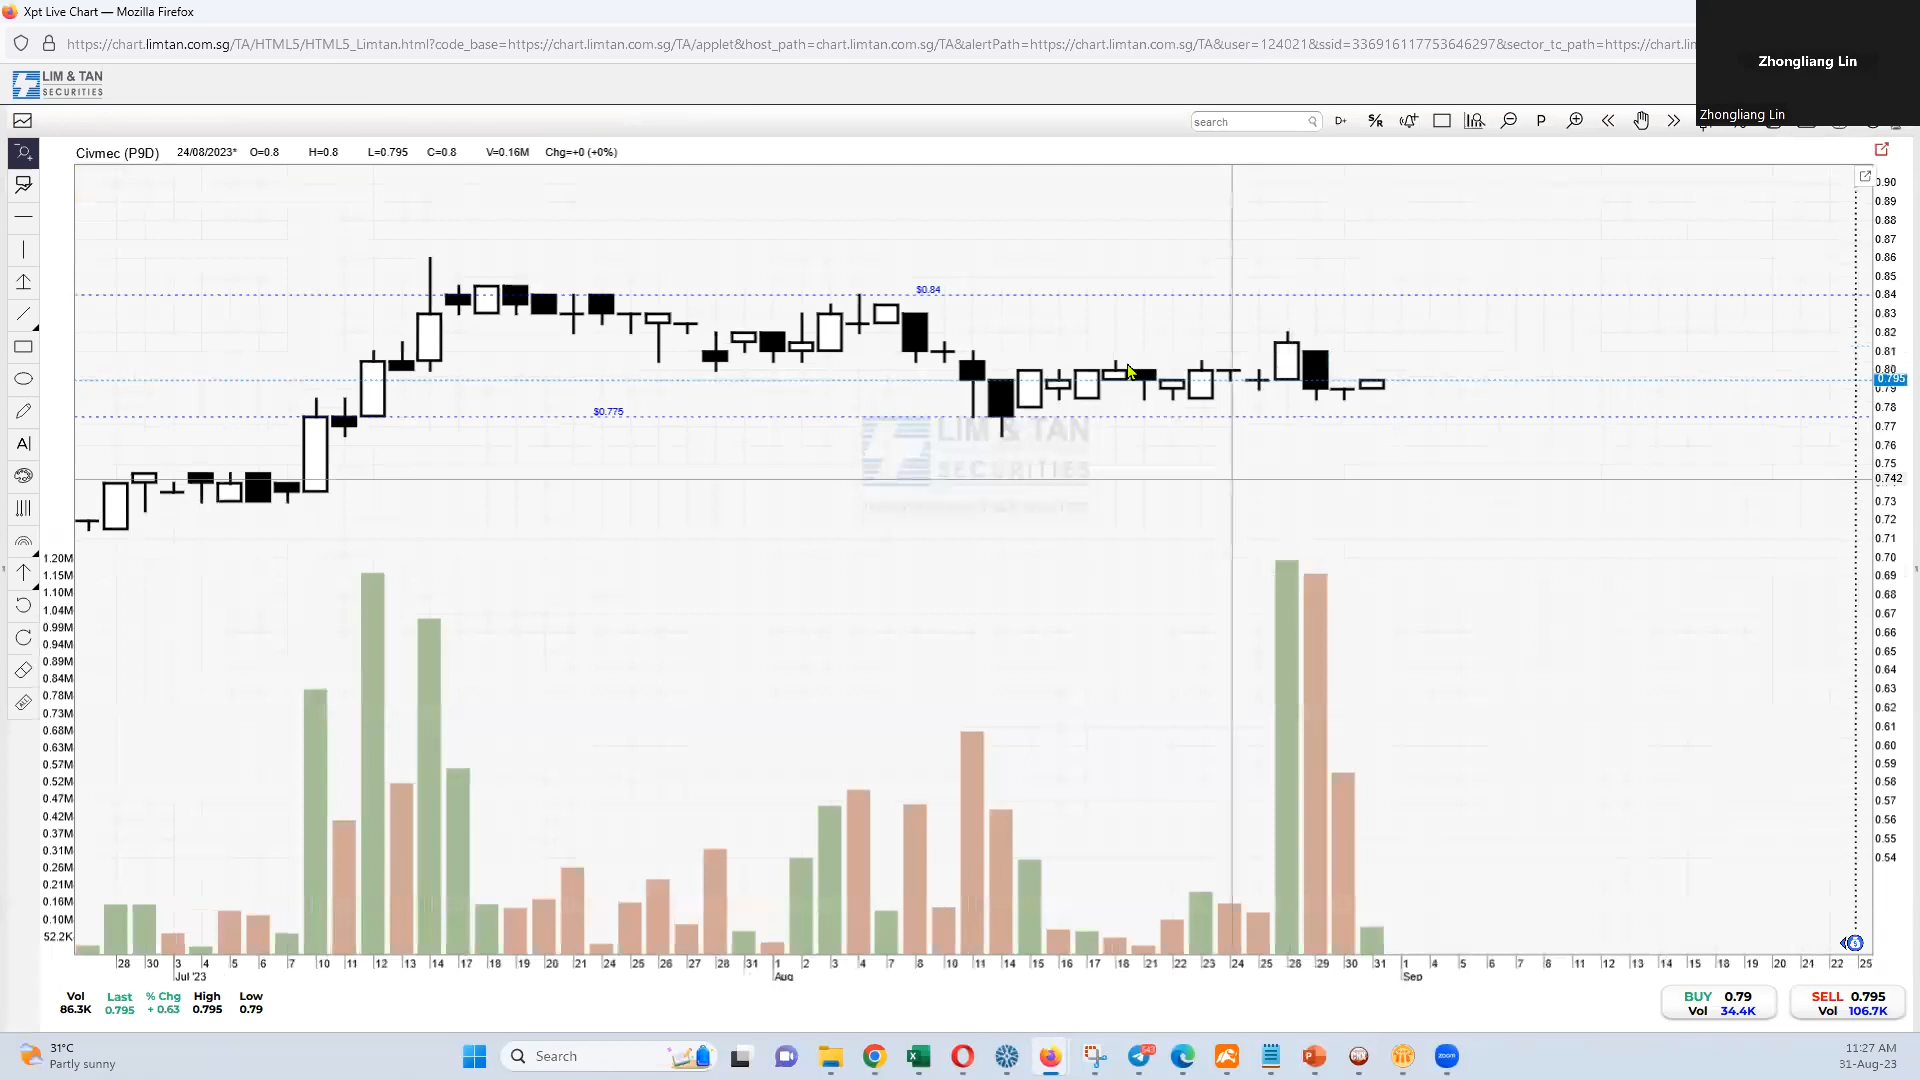 Xpt Live Chart — Mozilla Firefox
https://chart.limtan.com.sg/TA/HTML5/HTML5_Limtan.html?code_base=https://chart.limtan.com.sg/TA/applet&host_path=chart.limtan.com.sg/TA&alertPath=https://chart.limtan.com.sg/TA&user=124021&ssid=336916117753646297&sector_tc_path=https://chart.lim
Zhongliang Lin
Zhongliang Lin
LIM & TAN
SECURITIES
search
D+
S/R
P
Civmec (P9D) 24/08/2023* O=0.8 H=0.8 L=0.795 C=0.8 V=0.16M Chg=+0 (+0%)
0.90
0.89
0.88
0.87
0.86
0.85
0.84
0.83
0.82
0.81
0.80
0.795
0.79
0.78
0.77
0.76
0.75
0.742
0.73
0.72
0.71
0.70
0.69
0.68
0.67
0.66
0.65
0.64
0.63
0.62
0.61
0.60
0.59
0.58
0.57
0.56
0.55
0.54
$0.84
$0.775
LIM & TAN
SECURITIES
A|
ALL
1.20M
1.15M
1.10M
1.04M
0.99M
0.94M
0.89M
0.84M
0.78M
0.73M
0.68M
0.63M
0.57M
0.52M
0.47M
0.42M
0.37M
0.31M
0.26M
0.21M
0.16M
0.10M
52.2K
28 30 3 4 5 6 7 10 11 12 13 14 17 18 19 20 21 24 25 26 27 28 31 1 2 3 4 7 8 10 11 14 15 16 17 18 21 22 23 24 25 28 29 30 31 1 4 5 6 7 8 11 12 13 14 15 18 19 20 21 22 25
Jul '23 Aug Sep
Vol Last % Chg High Low
86.3K 0.795 + 0.63 0.795 0.79
BUY 0.79
Vol 34.4K
SELL 0.795
Vol 106.7K
31°C
Partly sunny
Search
zoom
11:27 AM
31-Aug-23